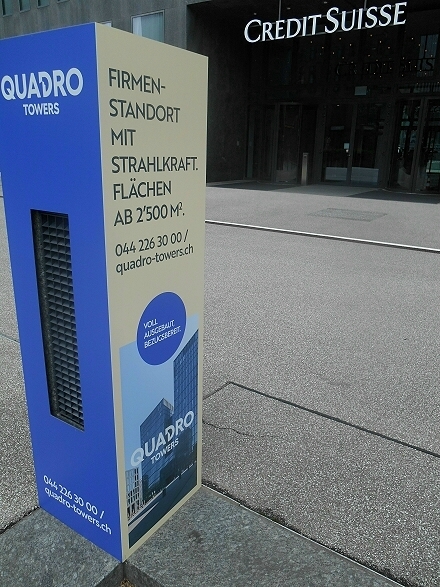 CREDIT SUISSE
QUADRO
TOWERS
044 226 30 00 /
quadro-towers.ch
FIRMEN-
STANDORT
MIT
STRAHLKRAFT.
FLÄCHEN
AB 2'500 M².
044 226 30 00 /
quadro-towers.ch
VOLL
AUSGEBAUT.
BEZUGSBEREIT.
QUADRO
TOWERS